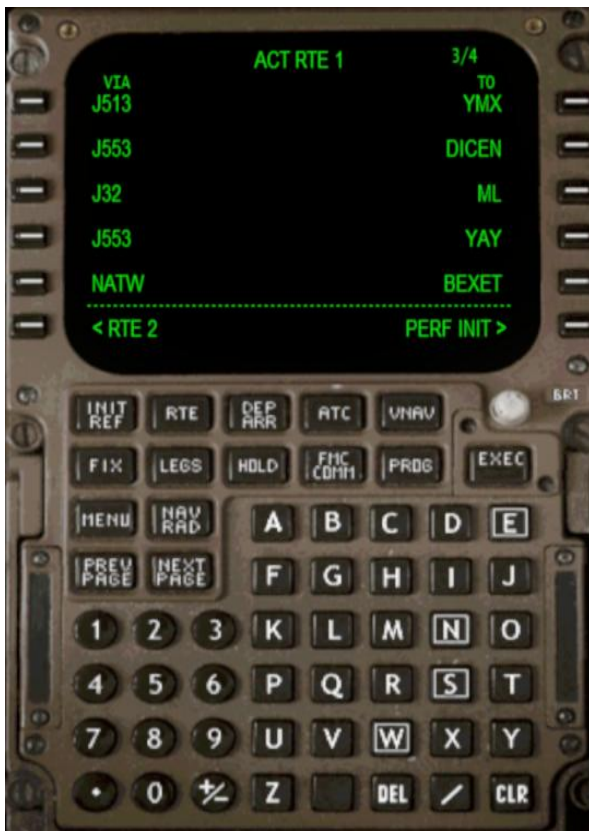 ACT RTE 1 3/4
VIA TO
J513 YMX
J553 DICEN
J32 ML
J553 YAY
NATW BEXET
< RTE 2 PERF INIT >
BRT
INIT REF RTE DEP ARR ATC VNAV
FIX LEGS HOLD FMC COMM PROG EXEC
MENU NAV RAD A B C D E
PREV PAGE NEXT PAGE F G H I J
1 2 3 K L M N O
4 5 6 P Q R S T
7 8 9 U V W X Y
. 0 +/- Z DEL / CLR